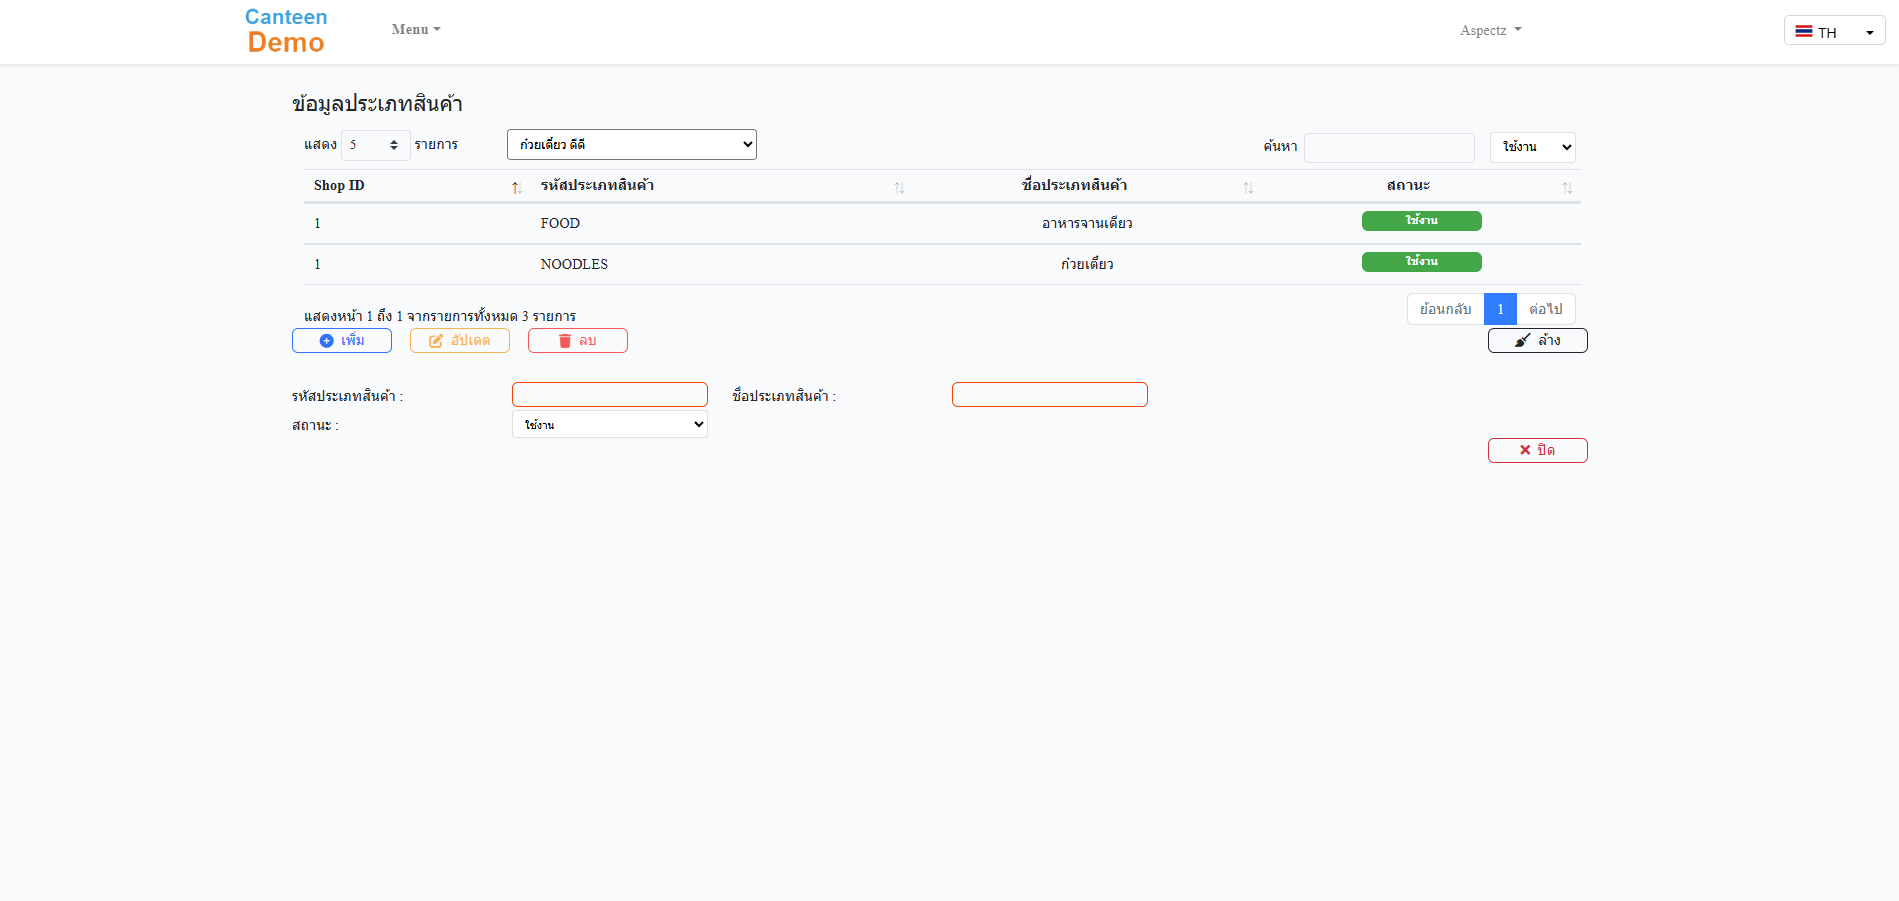 Canteen
Demo
Menu
Aspectz
TH
ข้อมูลประเภทสินค้า
แสดง 5 รายการ
ก๋วยเตี๋ยว ดีดี
ค้นหา
ใช้งาน
Shop ID รหัสประเภทสินค้า ชื่อประเภทสินค้า สถานะ
1 FOOD อาหารจานเดียว ใช้งาน
1 NOODLES ก๋วยเตี๋ยว ใช้งาน
แสดงหน้า 1 ถึง 1 จากรายการทั้งหมด 3 รายการ
ย้อนกลับ 1 ต่อไป
เพิ่ม อัปเดต ลบ ล้าง
รหัสประเภทสินค้า : ชื่อประเภทสินค้า :
สถานะ : ใช้งาน
ปิด